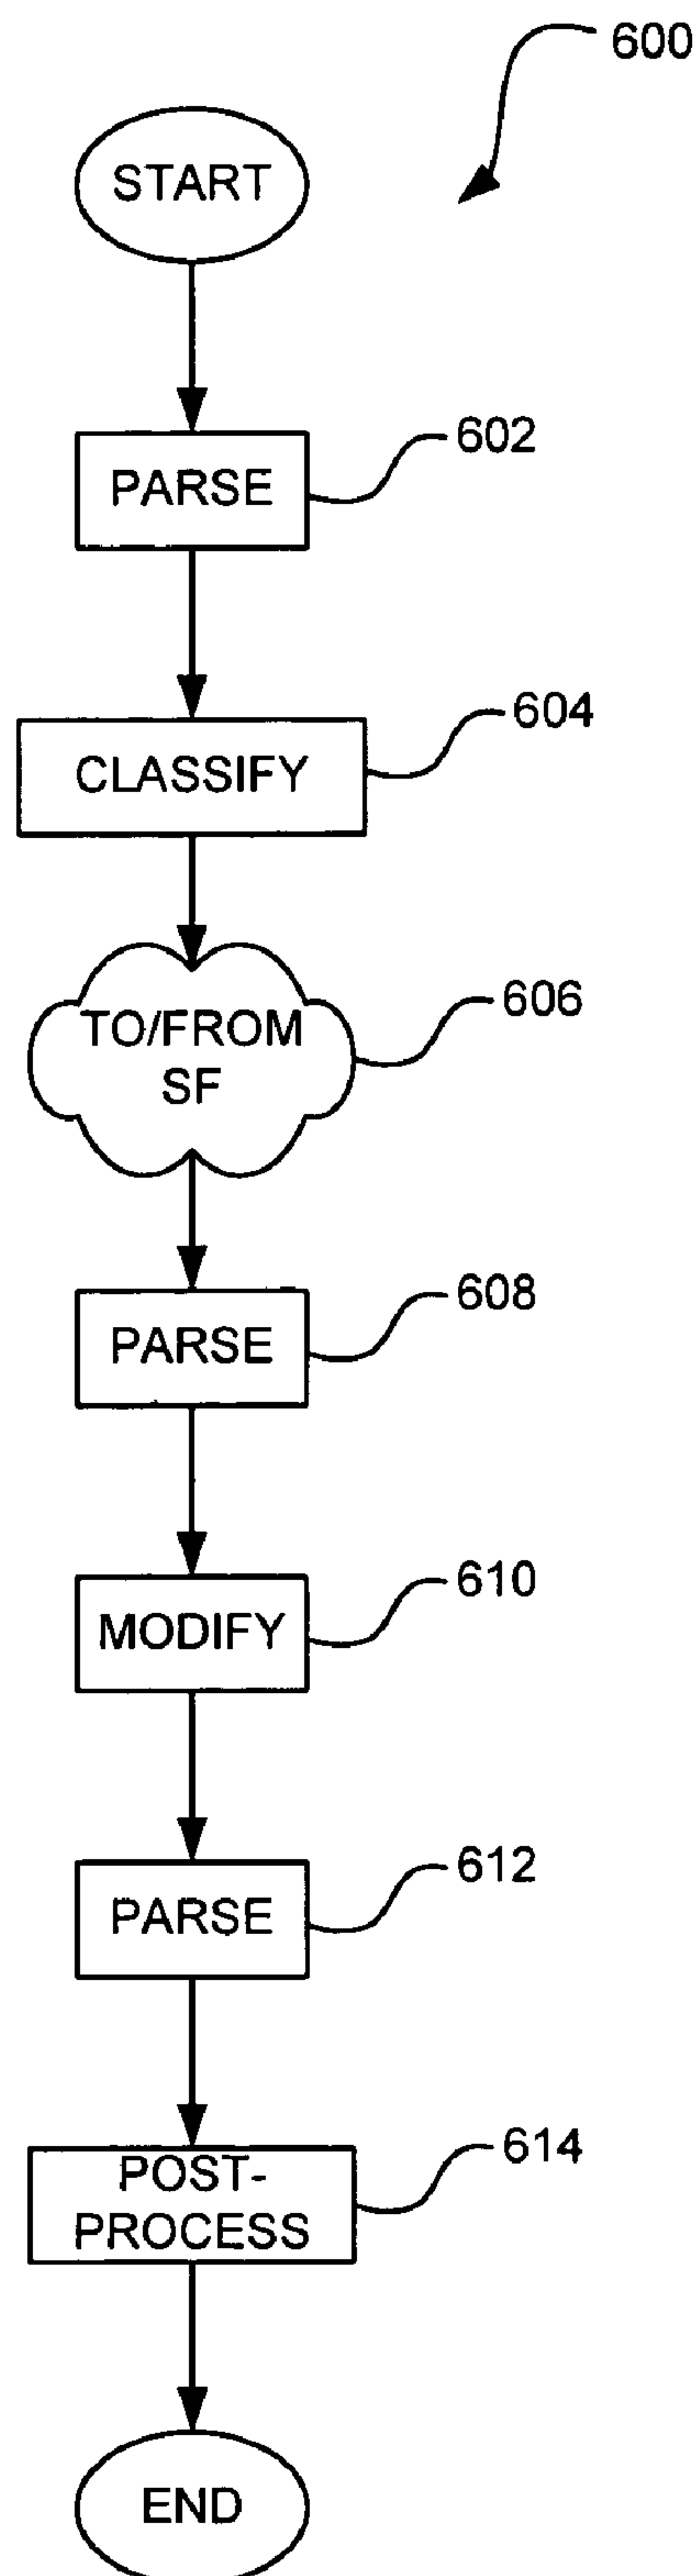 600
START
602
PARSE
604
CLASSIFY
606
TO/FROM
SF
608
PARSE
610
MODIFY
612
PARSE
614
POST-
PROCESS
END